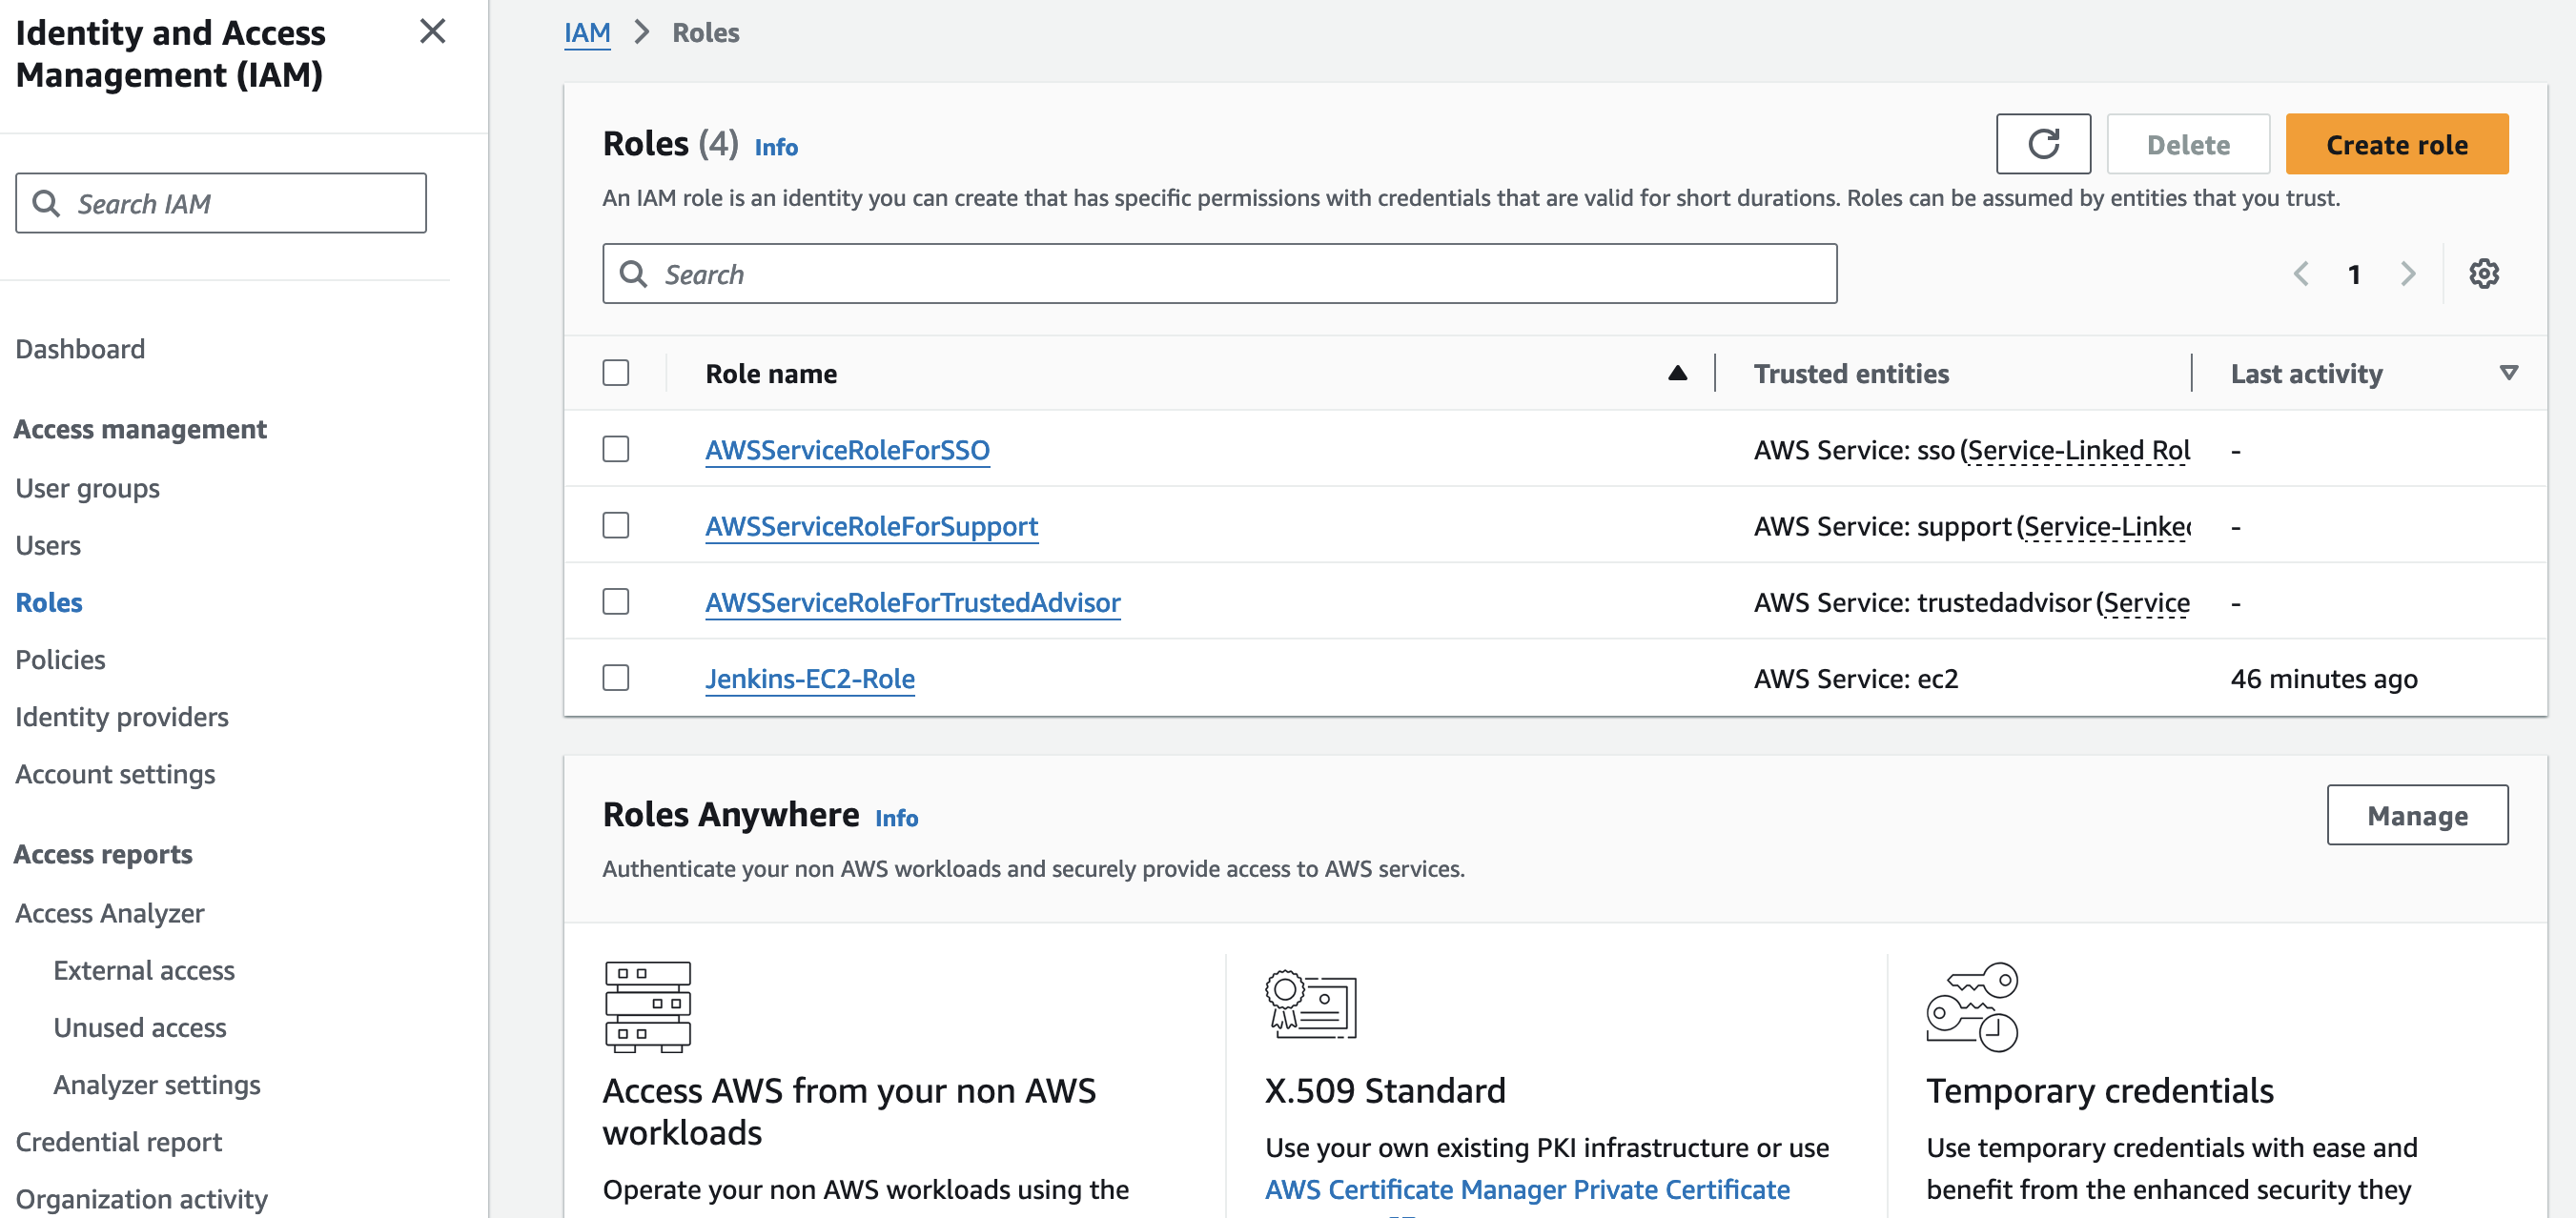 Identity and Access
Management (IAM)
Search IAM
Dashboard
Access management
User groups
Users
Roles
Policies
Identity providers
Account settings
Access reports
Access Analyzer
External access
Unused access
Analyzer settings
Credential report
Organization activity
IAM > Roles
Roles (4) Info
Delete
Create role
An IAM role is an identity you can create that has specific permissions with credentials that are valid for short durations. Roles can be assumed by entities that you trust.
Search
1
Role name Trusted entities Last activity
AWSServiceRoleForSSO AWS Service: sso (Service-Linked Rol -
AWSServiceRoleForSupport AWS Service: support (Service-Linked -
AWSServiceRoleForTrustedAdvisor AWS Service: trustedadvisor (Service -
Jenkins-EC2-Role AWS Service: ec2 46 minutes ago
Roles Anywhere Info
Manage
Authenticate your non AWS workloads and securely provide access to AWS services.
Access AWS from your non AWS
workloads
Operate your non AWS workloads using the
X.509 Standard
Use your own existing PKI infrastructure or use
AWS Certificate Manager Private Certificate
Temporary credentials
Use temporary credentials with ease and
benefit from the enhanced security they